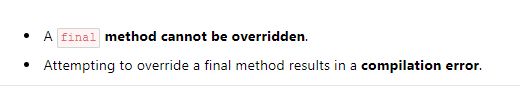 • A final method cannot be overridden.
• Attempting to override a final method results in a compilation error.